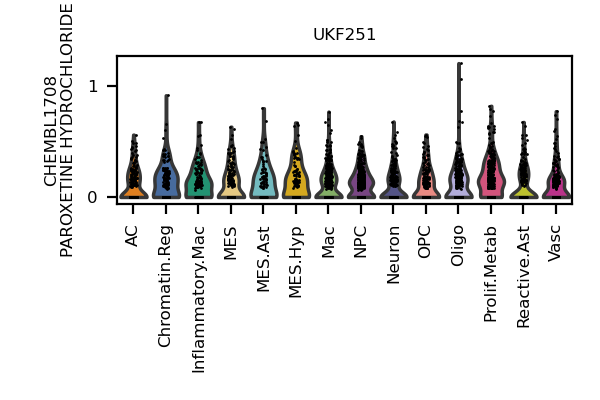 UKF251
CHEMBL1708
PAROXETINE HYDROCHLORIDE
1
0
AC
Chromatin.Reg
Inflammatory.Mac
MES
MES.Ast
MES.Hyp
Mac
NPC
Neuron
OPC
Oligo
Prolif.Metab
Reactive.Ast
Vasc